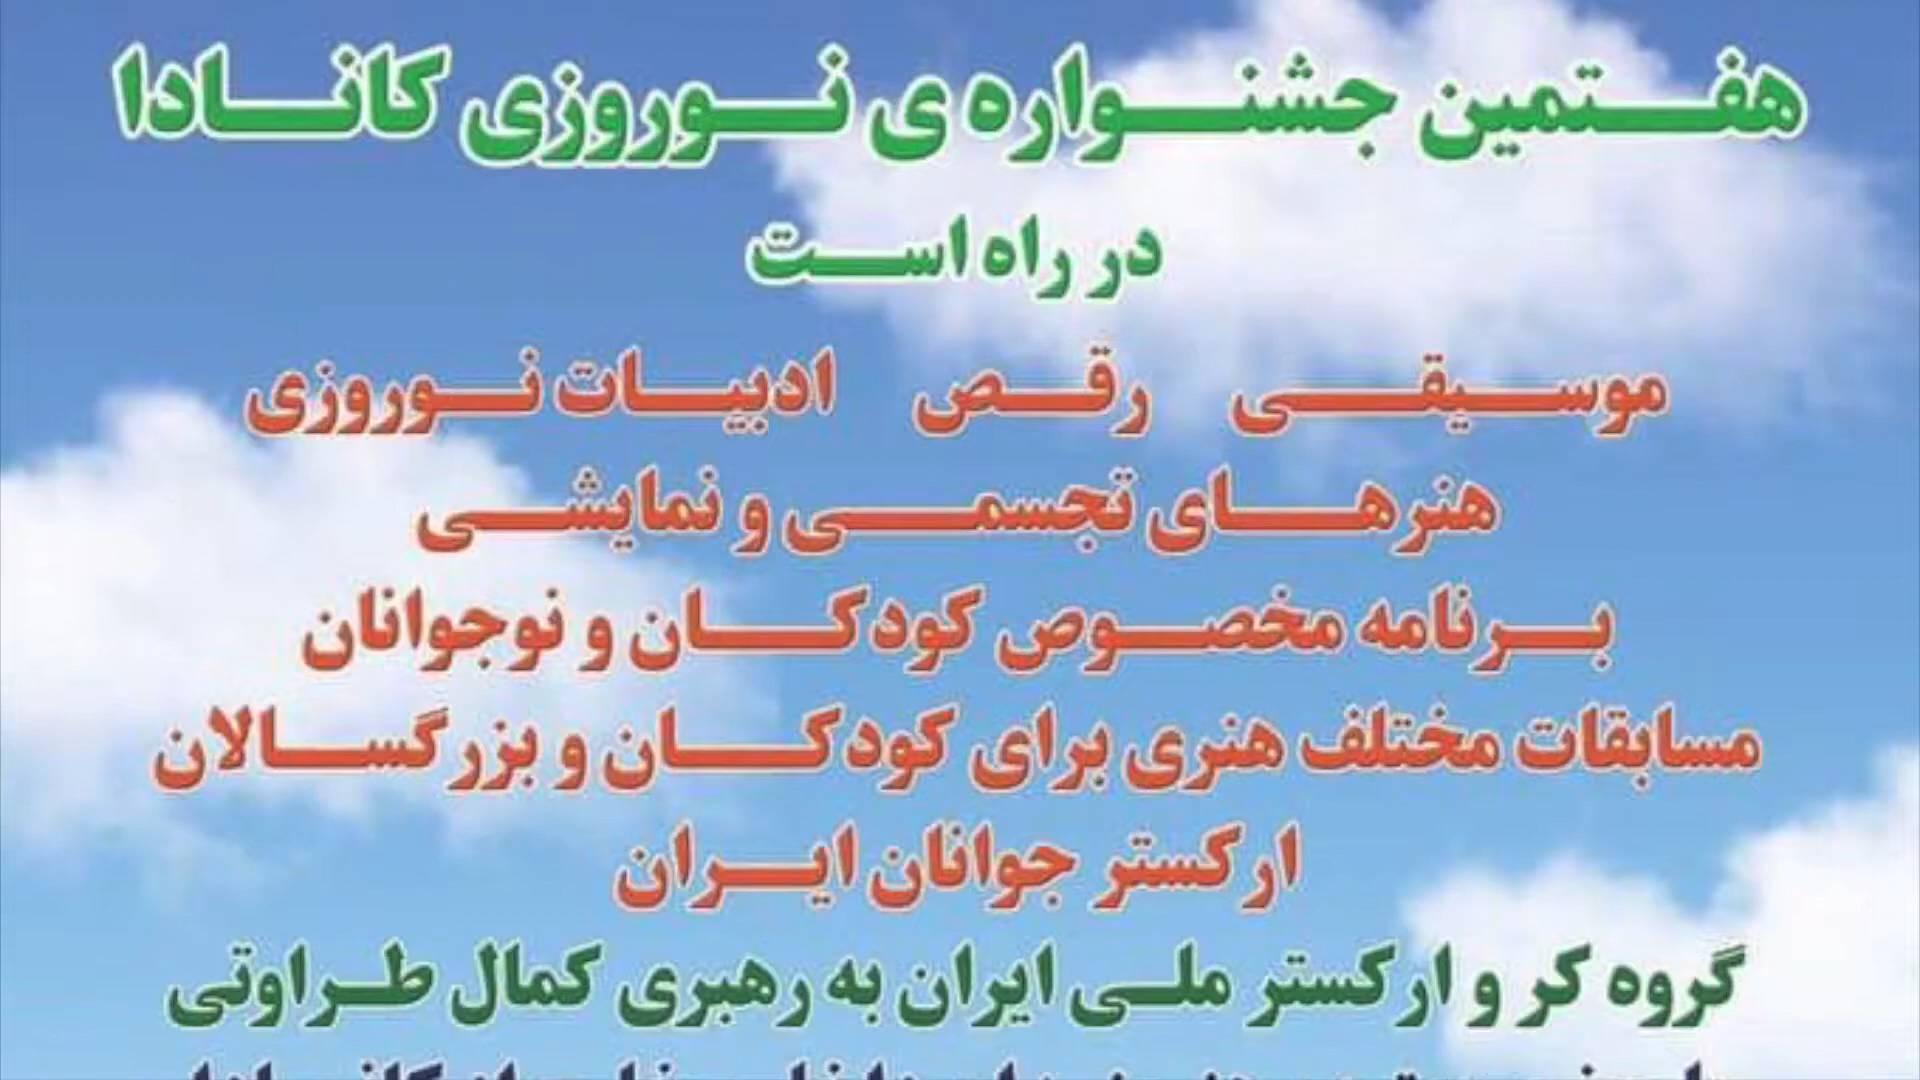 هفتمین جشنواره ی نوروزی کانادا
در راه است
موسیقی رقص ادبیات نوروزی
هنرهای تجسمی و نمایشی
برنامه مخصوص کودکان و نوجوانان
مسابقات مختلف هنری برای کودکان و بزرگسالان
ارکستر جوانان ایران
گروه کر و ارکستر ملی ایران به رهبری کمال طراوتی